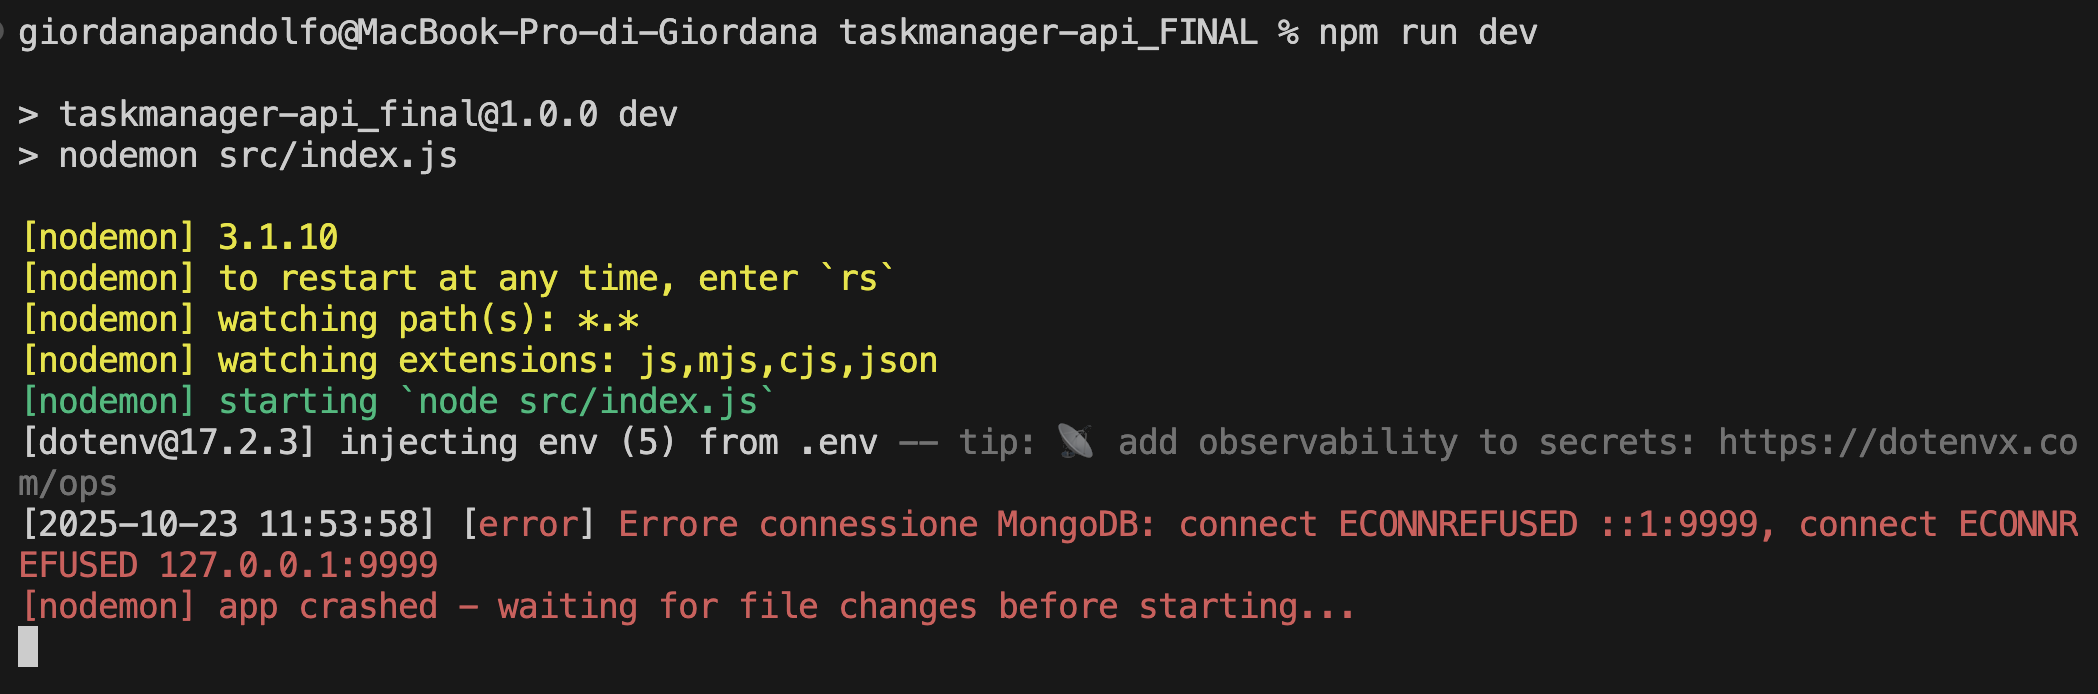 giordanapandolfo@MacBook-Pro-di-Giordana taskmanager-api_FINAL % npm run dev
> taskmanager-api_final@1.0.0 dev
> nodemon src/index.js
[nodemon] 3.1.10
[nodemon] to restart at any time, enter `rs`
[nodemon] watching path(s): *.*
[nodemon] watching extensions: js,mjs,cjs,json
[nodemon] starting `node src/index.js`
[dotenv@17.2.3] injecting env (5) from .env -- tip: 📡 add observability to secrets: https://dotenvx.co
m/ops
[2025-10-23 11:53:58] [error] Errore connessione MongoDB: connect ECONNREFUSED ::1:9999, connect ECONNR
EFUSED 127.0.0.1:9999
[nodemon] app crashed - waiting for file changes before starting...